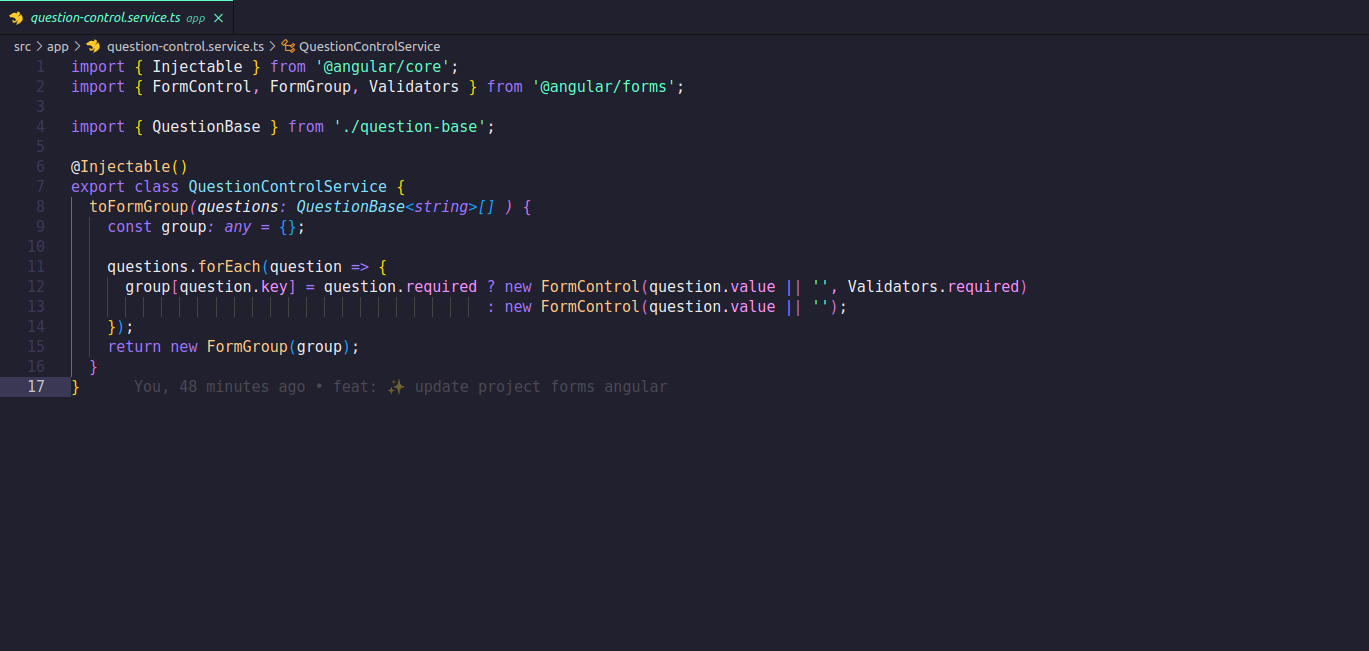 question-control.service.ts app
src > app > question-control.service.ts > QuestionControlService
1 import { Injectable } from '@angular/core';
2 import { FormControl, FormGroup, Validators } from '@angular/forms';
3
4 import { QuestionBase } from './question-base';
5
6 @Injectable()
7 export class QuestionControlService {
8   toFormGroup(questions: QuestionBase<string>[] ) {
9     const group: any = {};
10
11     questions.forEach(question => {
12       group[question.key] = question.required ? new FormControl(question.value || '', Validators.required)
13                                               : new FormControl(question.value || '');
14     });
15     return new FormGroup(group);
16   }
17 } You, 48 minutes ago • feat: ✨ update project forms angular